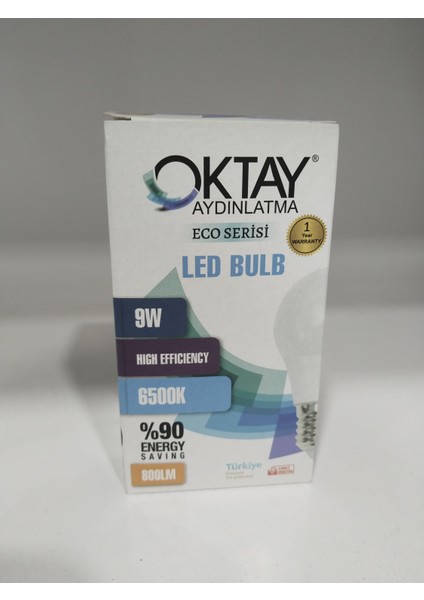 OKTAY®
AYDINLATMA
ECO SERİSİ
1
Year
WARRANTY
LED BULB
9W
HIGH EFFICIENCY
6500K
%90
ENERGY
SAVING
800LM
Türkiye